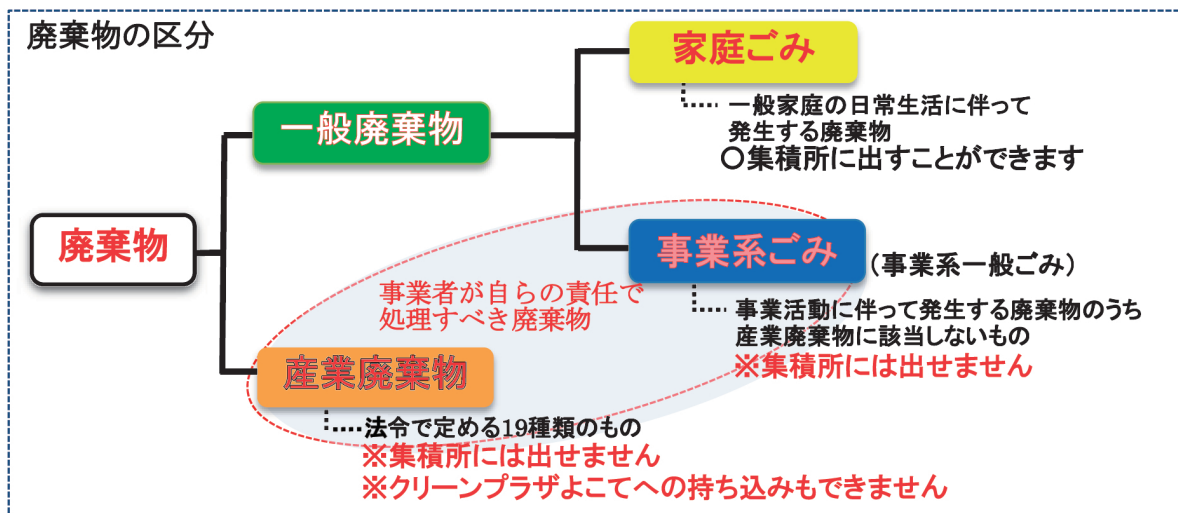 廃棄物の区分
家庭ごみ
一般家庭の日常生活に伴って
発生する廃棄物
〇集積所に出すことができます
一般廃棄物
廃棄物
事業系ごみ
(事業系一般ごみ)
事業活動に伴って発生する廃棄物のうち
産業廃棄物に該当しないもの
※集積所には出せません
事業者が自らの責任で
処理すべき廃棄物
産業廃棄物
法令で定める19種類のもの
※集積所には出せません
※クリーンプラザよこてへの持ち込みもできません